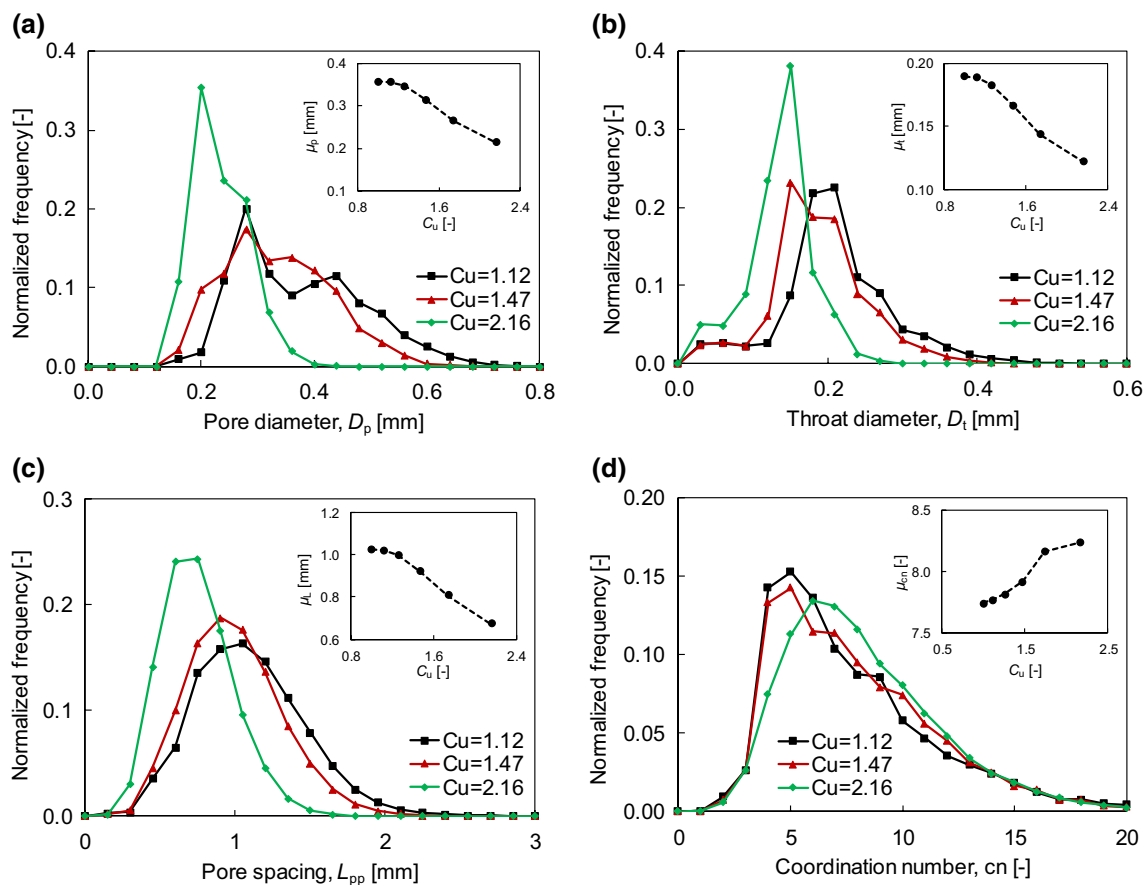 (a)
Normalized frequency [-]
0.4
0.3
0.2
0.1
0.0
0.0 0.2 0.4 0.6 0.8
Pore diameter, Dp [mm]
μp [mm]
0.4
0.3
0.2
0.1
0.8 1.6 2.4
Cu [-]
Cu=1.12
Cu=1.47
Cu=2.16
(b)
Normalized frequency [-]
0.4
0.3
0.2
0.1
0.0
0.0 0.2 0.4 0.6
Throat diameter, Dt [mm]
μt [mm]
0.20
0.15
0.10
0.8 1.6 2.4
Cu [-]
Cu=1.12
Cu=1.47
Cu=2.16
(c)
Normalized frequency [-]
0.3
0.2
0.1
0.0
0 1 2 3
Pore spacing, Lpp [mm]
μL [mm]
1.2
1.0
0.8
0.6
0.8 1.6 2.4
Cu [-]
Cu=1.12
Cu=1.47
Cu=2.16
(d)
Normalized frequency [-]
0.20
0.15
0.10
0.05
0.00
0 5 10 15 20
Coordination number, cn [-]
μcn [-]
8.5
8.0
7.5
0.5 1.5 2.5
Cu [-]
Cu=1.12
Cu=1.47
Cu=2.16